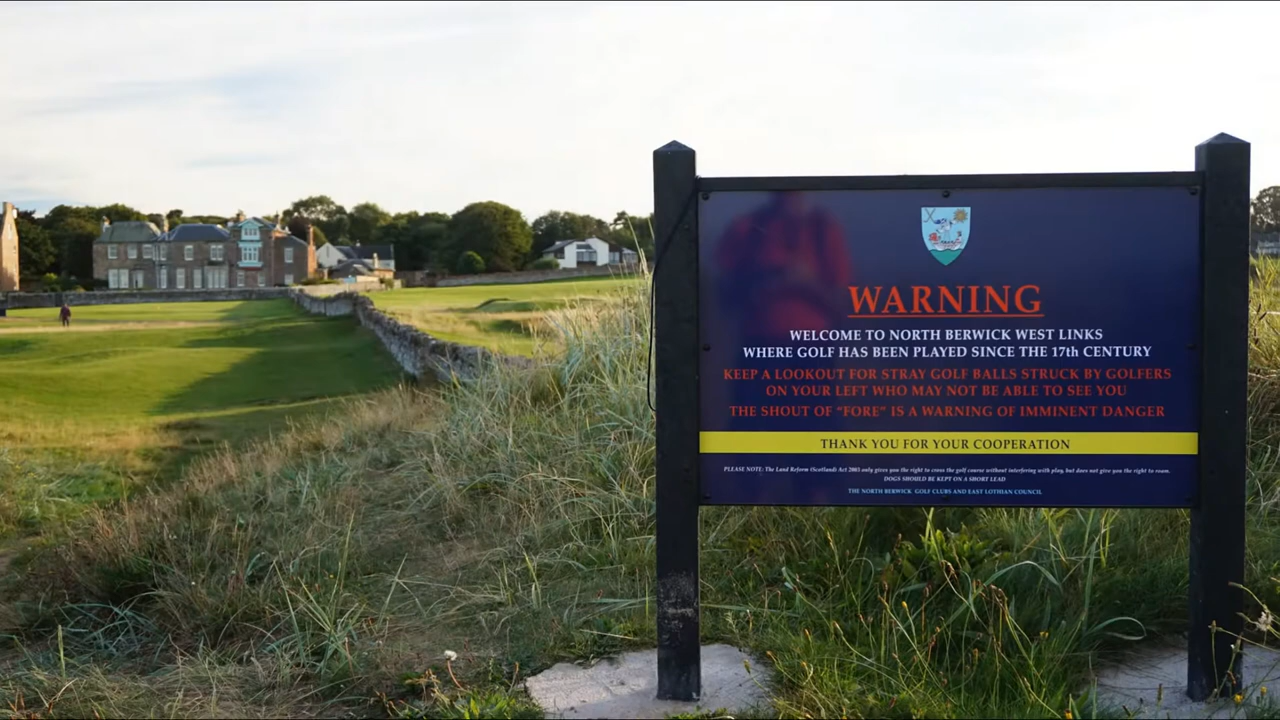 WARNING
WELCOME TO NORTH BERWICK WEST LINKS
WHERE GOLF HAS BEEN PLAYED SINCE THE 17th CENTURY
KEEP A LOOKOUT FOR STRAY GOLF BALLS STRUCK BY GOLFERS
ON YOUR LEFT WHO MAY NOT BE ABLE TO SEE YOU
THE SHOUT OF "FORE" IS A WARNING OF IMMINENT DANGER
THANK YOU FOR YOUR COOPERATION
PLEASE NOTE: The Land Reform (Scotland) Act 2003 only gives you the right to cross the golf course without interfering with play, but does not give you the right to roam.
DOGS SHOULD BE KEPT ON A SHORT LEAD
THE NORTH BERWICK GOLF CLUBS AND EAST LOTHIAN COUNCIL